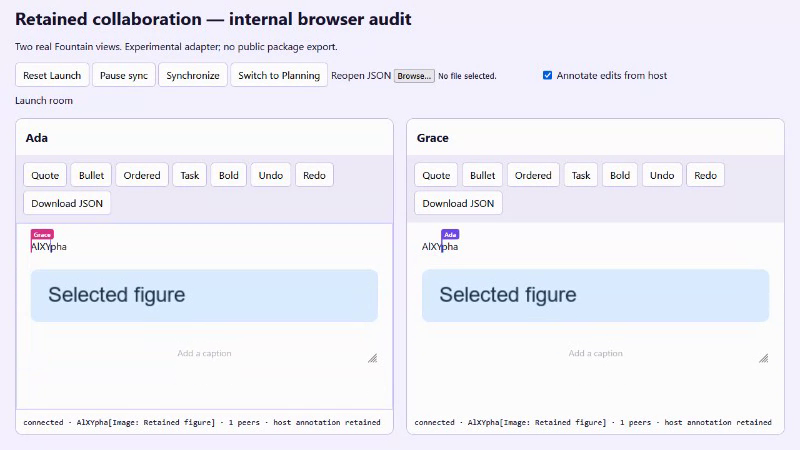 Retained collaboration — internal browser audit
Two real Fountain views. Experimental adapter; no public package export.
Reset Launch Pause sync Synchronize Switch to Planning Reopen JSON Browse... No file selected. Annotate edits from host
Launch room
Ada
Quote Bullet Ordered Task Bold Undo Redo
Download JSON
Grace
AlXYpha
Selected figure
Add a caption
connected · AlXYpha[Image: Retained figure] · 1 peers · host annotation retained
Grace
Quote Bullet Ordered Task Bold Undo Redo
Download JSON
Ada
AlXYpha
Selected figure
Add a caption
connected · AlXYpha[Image: Retained figure] · 1 peers · host annotation retained